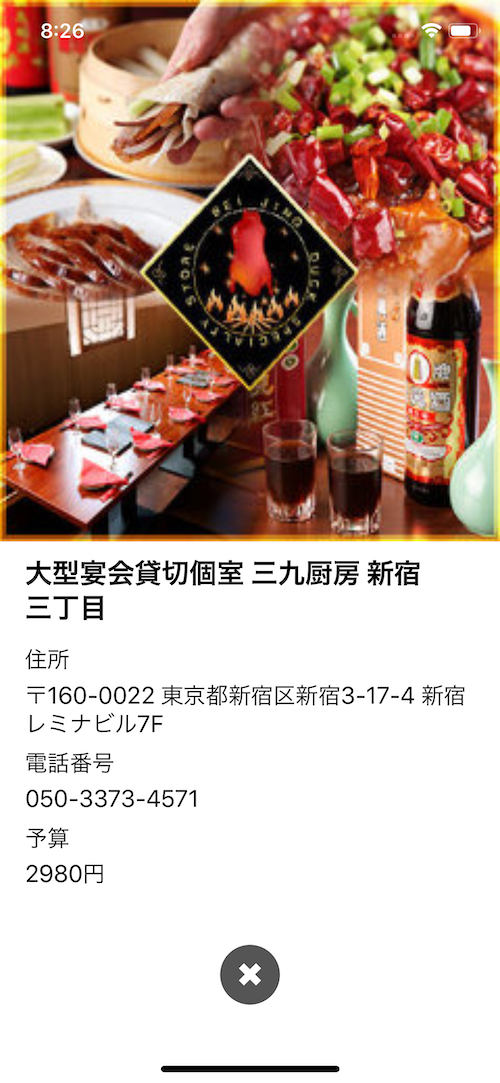 8:26
BEI JING DUCK SPECIALTY STORE
大型宴会貸切個室 三九厨房 新宿
三丁目
住所
〒160-0022 東京都新宿区新宿3-17-4 新宿
レミナビル7F
電話番号
050-3373-4571
予算
2980円